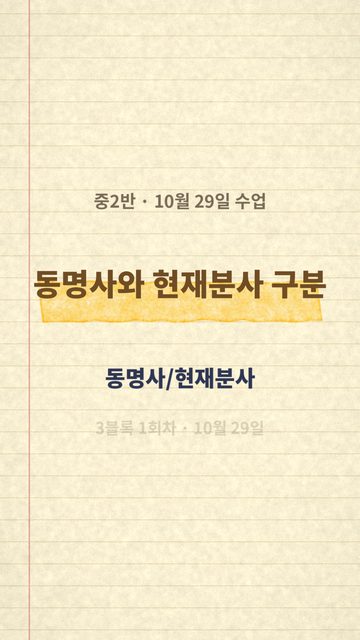 중2반 · 10월 29일 수업
동명사와 현재분사 구분
동명사/현재분사
3블록 1회차 · 10월 29일